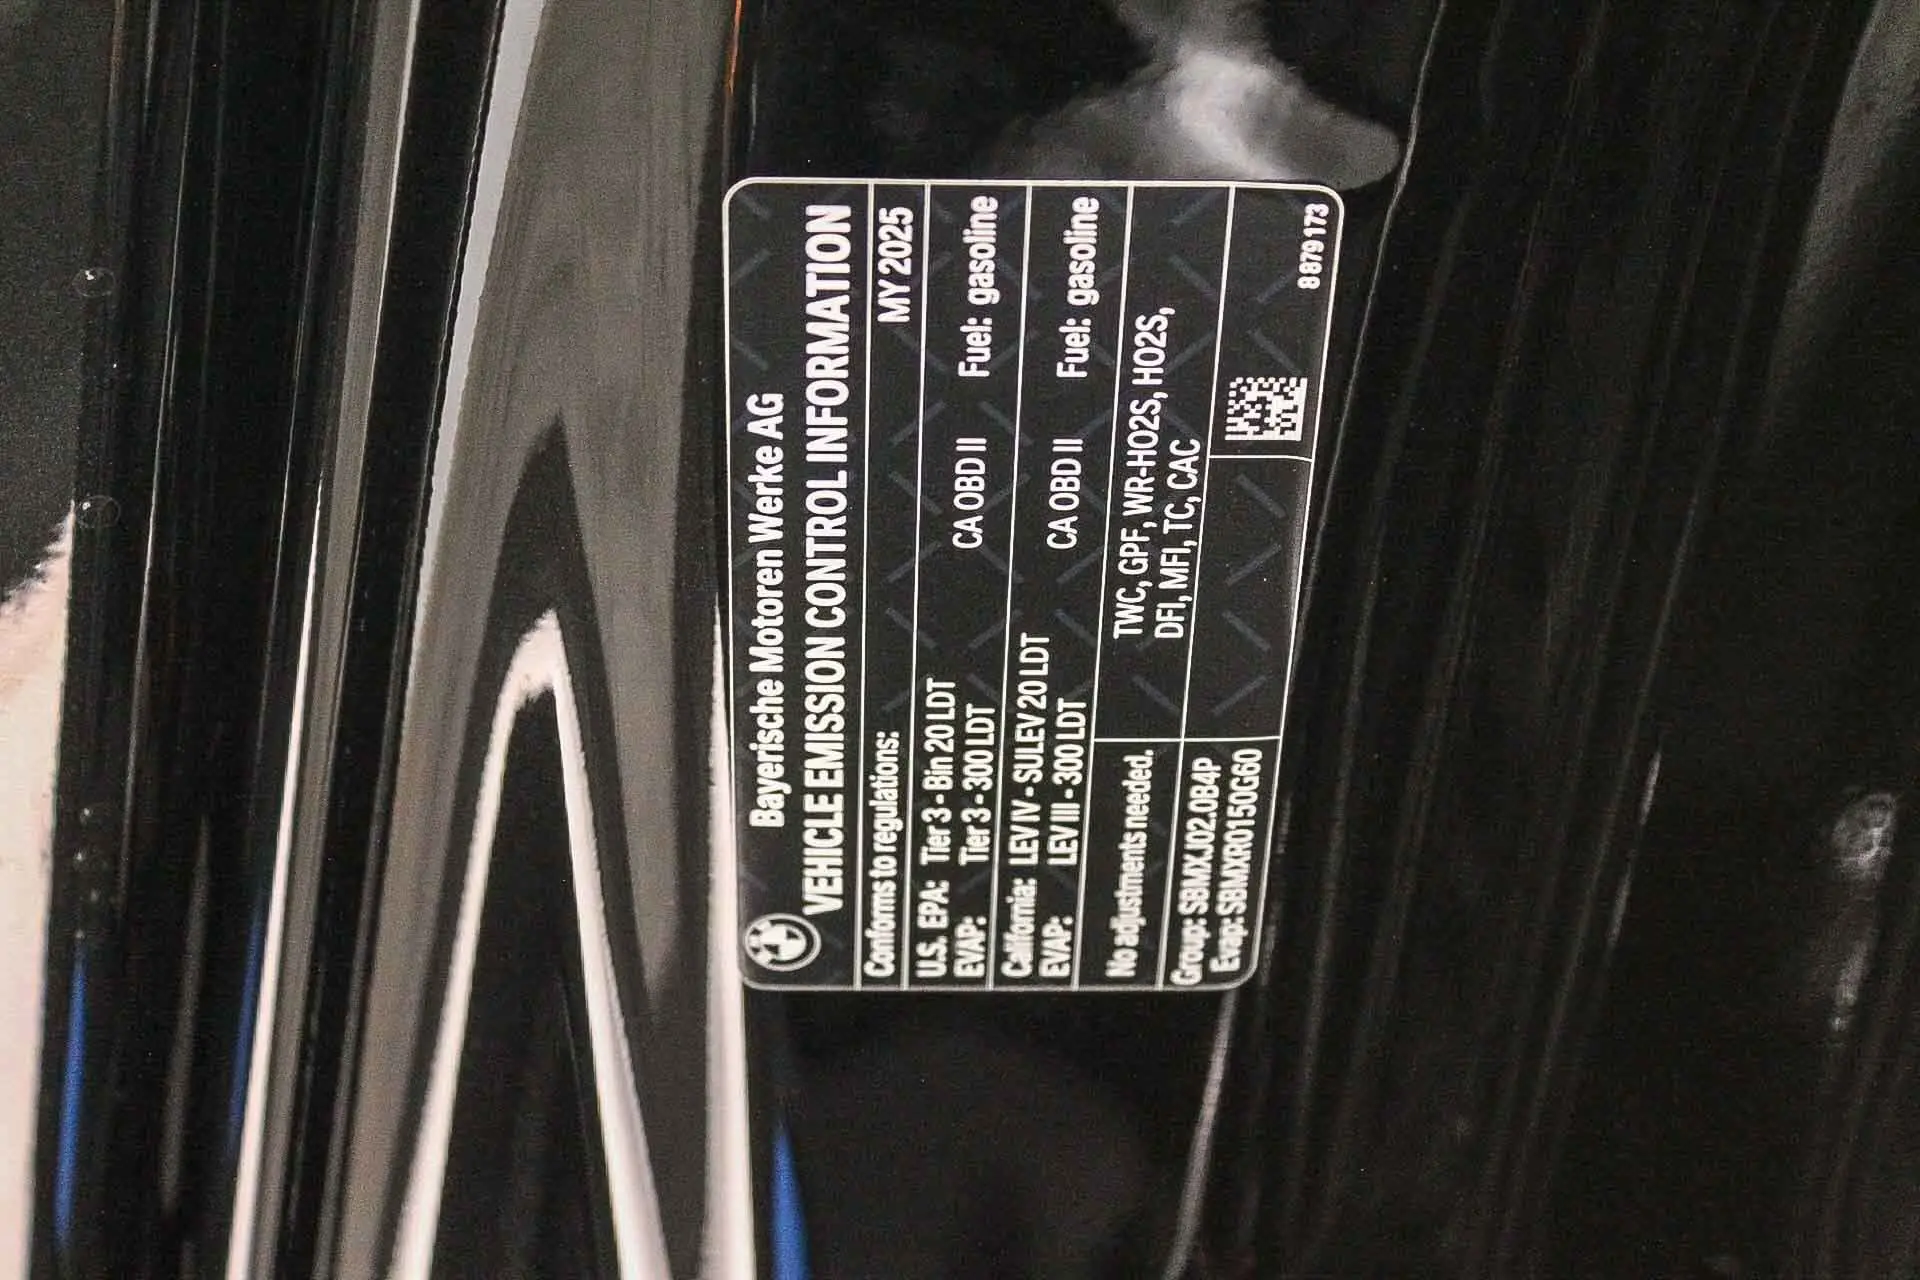 Bayerische Motoren Werke AG
VEHICLE EMISSION CONTROL INFORMATION
Conforms to regulations: MY 2025
U.S. EPA: Tier 3 - Bin 20 LDT CA OBD II Fuel: gasoline
EVAP: Tier 3 - 300 LDT
California: LEV IV - SULEV 20 LDT CA OBD II Fuel: gasoline
EVAP: LEV III - 300 LDT
No adjustments needed. TWC, GPF, WR-HO2S, HO2S,
DFI, MFI, TC, CAC
Group: SBMXJ02.0B4P
Evap: SBMXR0150G60
8 879 173